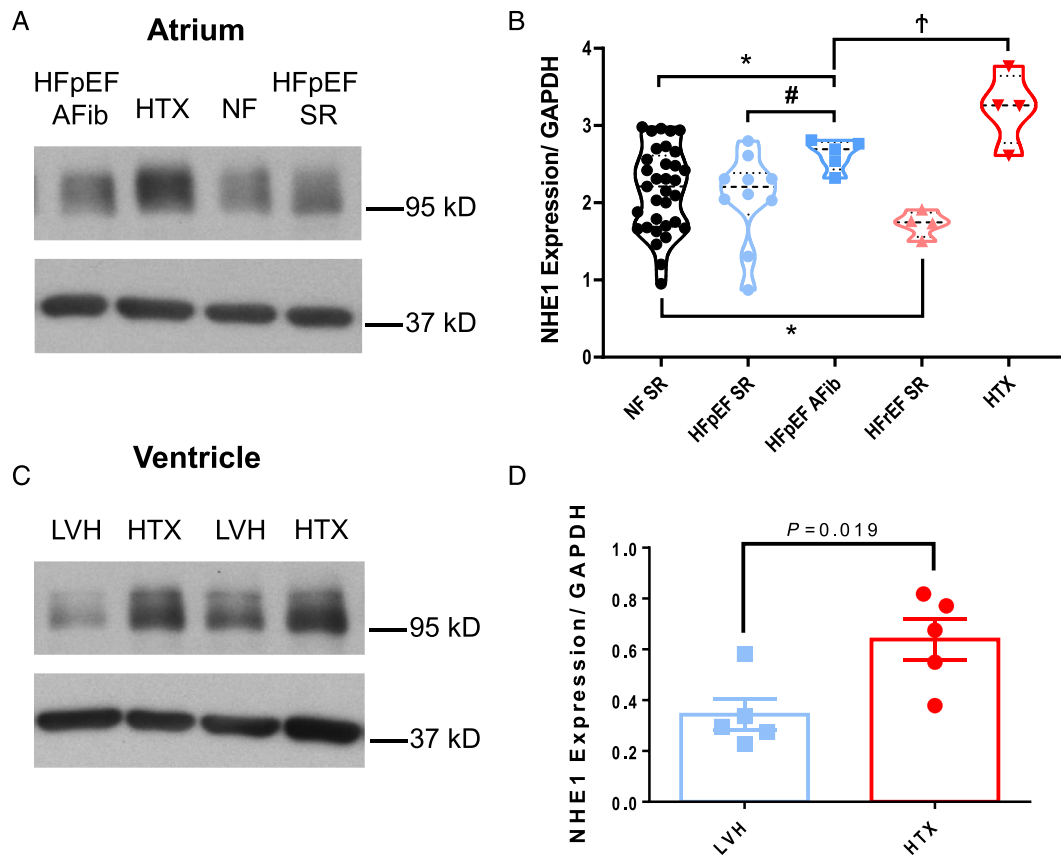 A
Atrium
HFpEF AFib
HTX
NF
HFpEF SR
95 kD
37 kD
B
NHE1 Expression/ GAPDH
4
3
2
1
0
*
#
†
*
NF SR
HFpEF SR
HFpEF AFib
HFrEF SR
HTX
C
Ventricle
LVH HTX LVH HTX
95 kD
37 kD
D
NHE1 Expression/ GAPDH
P=0.019
1.0
0.8
0.6
0.4
0.2
0.0
LVH
HTX